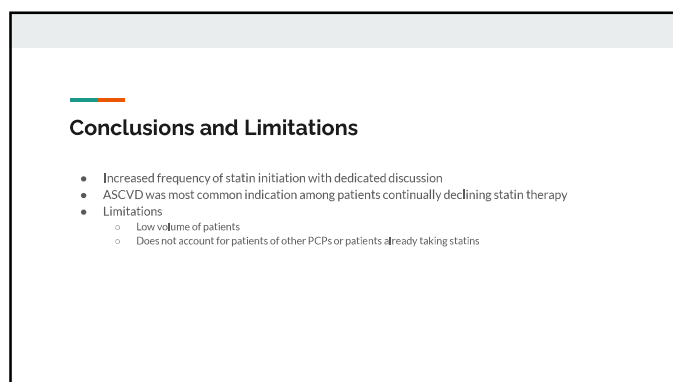 Conclusions and Limitations
● Increased frequency of statin initiation with dedicated discussion
● ASCVD was most common indication among patients continually declining statin therapy
● Limitations
○ Low volume of patients
○ Does not account for patients of other PCPs or patients already taking statins